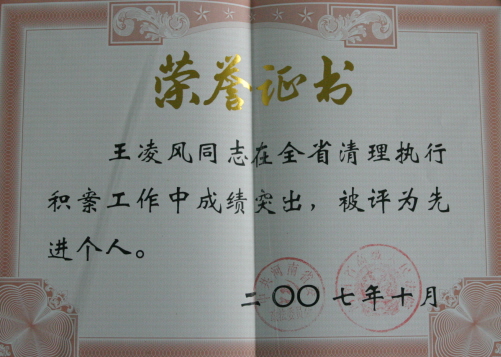 荣誉证书
王凌风同志在全省清理执行
积案工作中成绩突出，被评为先
进个人。
二〇〇七年十月